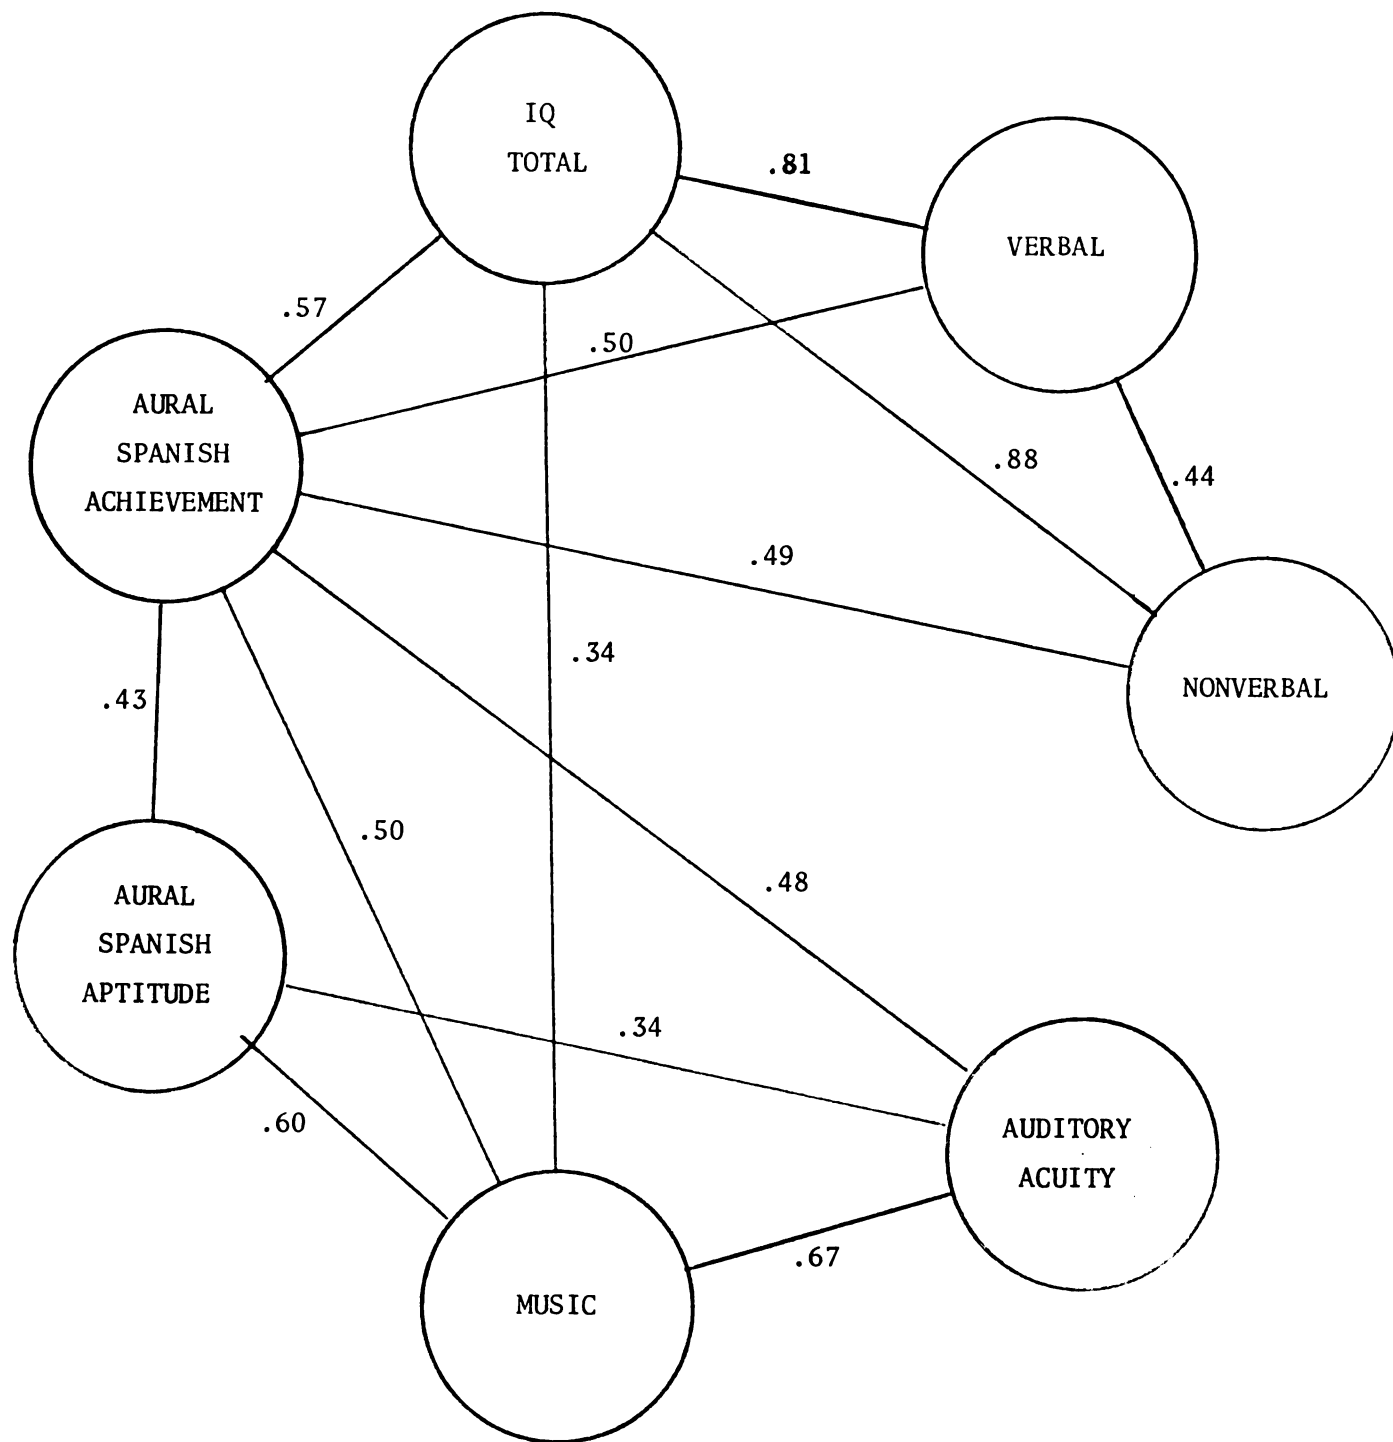 IQ
TOTAL
.81
VERBAL
.57
.50
AURAL
SPANISH
ACHIEVEMENT
.88
.44
.49
.34
NONVERBAL
.43
.50
.48
AURAL
SPANISH
APTITUDE
.34
.60
AUDITORY
ACUITY
.67
MUSIC